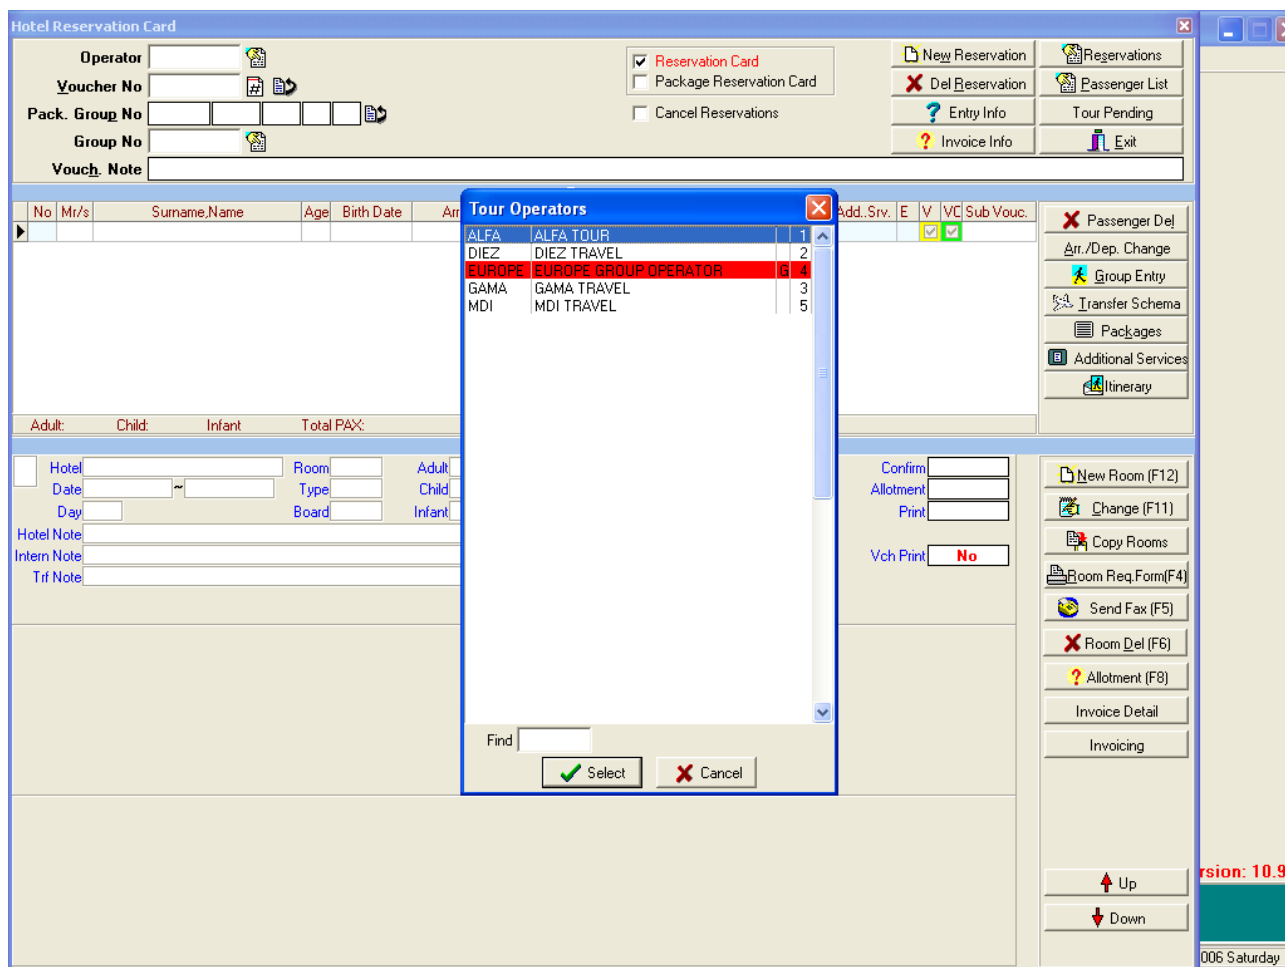 Hotel Reservation Card
Operator
Reservation Card
New Reservation
Reservations
Voucher No
Package Reservation Card
Del Reservation
Passenger List
Pack. Group No
Cancel Reservations
Entry Info
Tour Pending
Group No
Invoice Info
Exit
Vouch. Note
No Mr/s Surname,Name Age Birth Date Arr
Add..Srv. E V VC Sub Vouc.
Tour Operators
ALFA ALFA TOUR 1
DIEZ DIEZ TRAVEL 2
EUROPE EUROPE GROUP OPERATOR G 4
GAMA GAMA TRAVEL 3
MDI MDI TRAVEL 5
Find
Select Cancel
Passenger Del
Arr./Dep. Change
Group Entry
Transfer Schema
Packages
Additional Services
Itinerary
Adult: Child: Infant Total PAX:
Hotel Room Adult Confirm
Date ~ Type Child Allotment
Day Board Infant Print
Hotel Note
Intern Note Vch Print No
Trf Note
New Room (F12)
Change (F11)
Copy Rooms
Room Req.Form(F4)
Send Fax (F5)
Room Del (F6)
Allotment (F8)
Invoice Detail
Invoicing
Up
Down
rsion: 10.9
006 Saturday